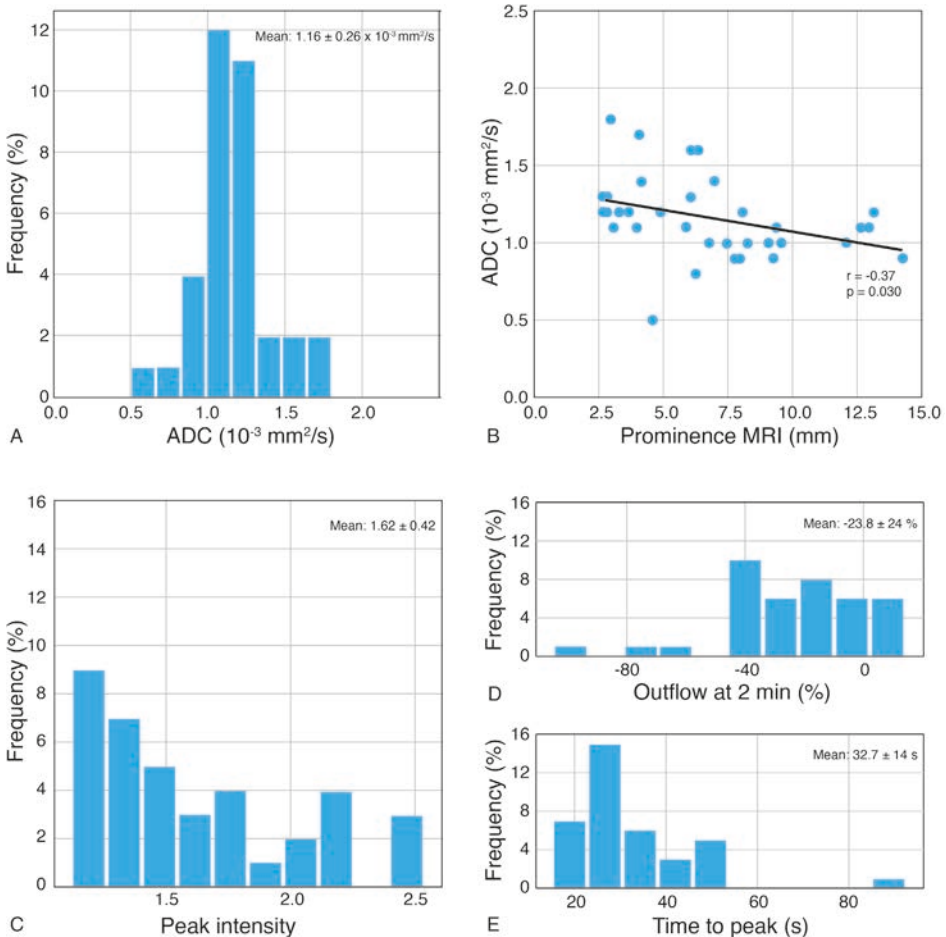 Mean: 1.16 ± 0.26 x 10⁻³ mm²/s
Frequency (%)
12
10
8
6
4
2
0
0.0
0.5
1.0
1.5
2.0
A
ADC (10⁻³ mm²/s)
2.5
2.0
1.5
1.0
0.5
0.0
ADC (10⁻³ mm²/s)
r = -0.37
p = 0.030
0.0
2.5
5.0
7.5
10.0
12.5
15.0
B
Prominence MRI (mm)
16
14
12
10
8
6
4
2
0
Frequency (%)
Mean: 1.62 ± 0.42
1.5
2.0
2.5
C
Peak intensity
16
12
8
4
0
Frequency (%)
Mean: -23.8 ± 24 %
-80
-40
0
D
Outflow at 2 min (%)
16
12
8
4
0
Frequency (%)
Mean: 32.7 ± 14 s
20
40
60
80
E
Time to peak (s)